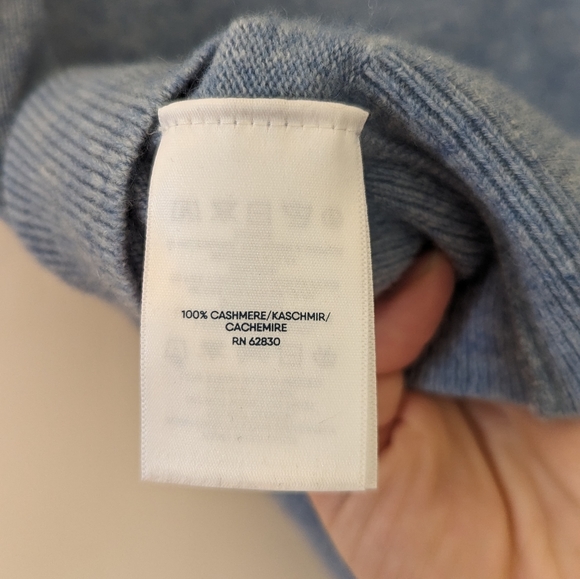 100% CASHMERE/KASCHMIR/
CACHEMIRE
RN 62830